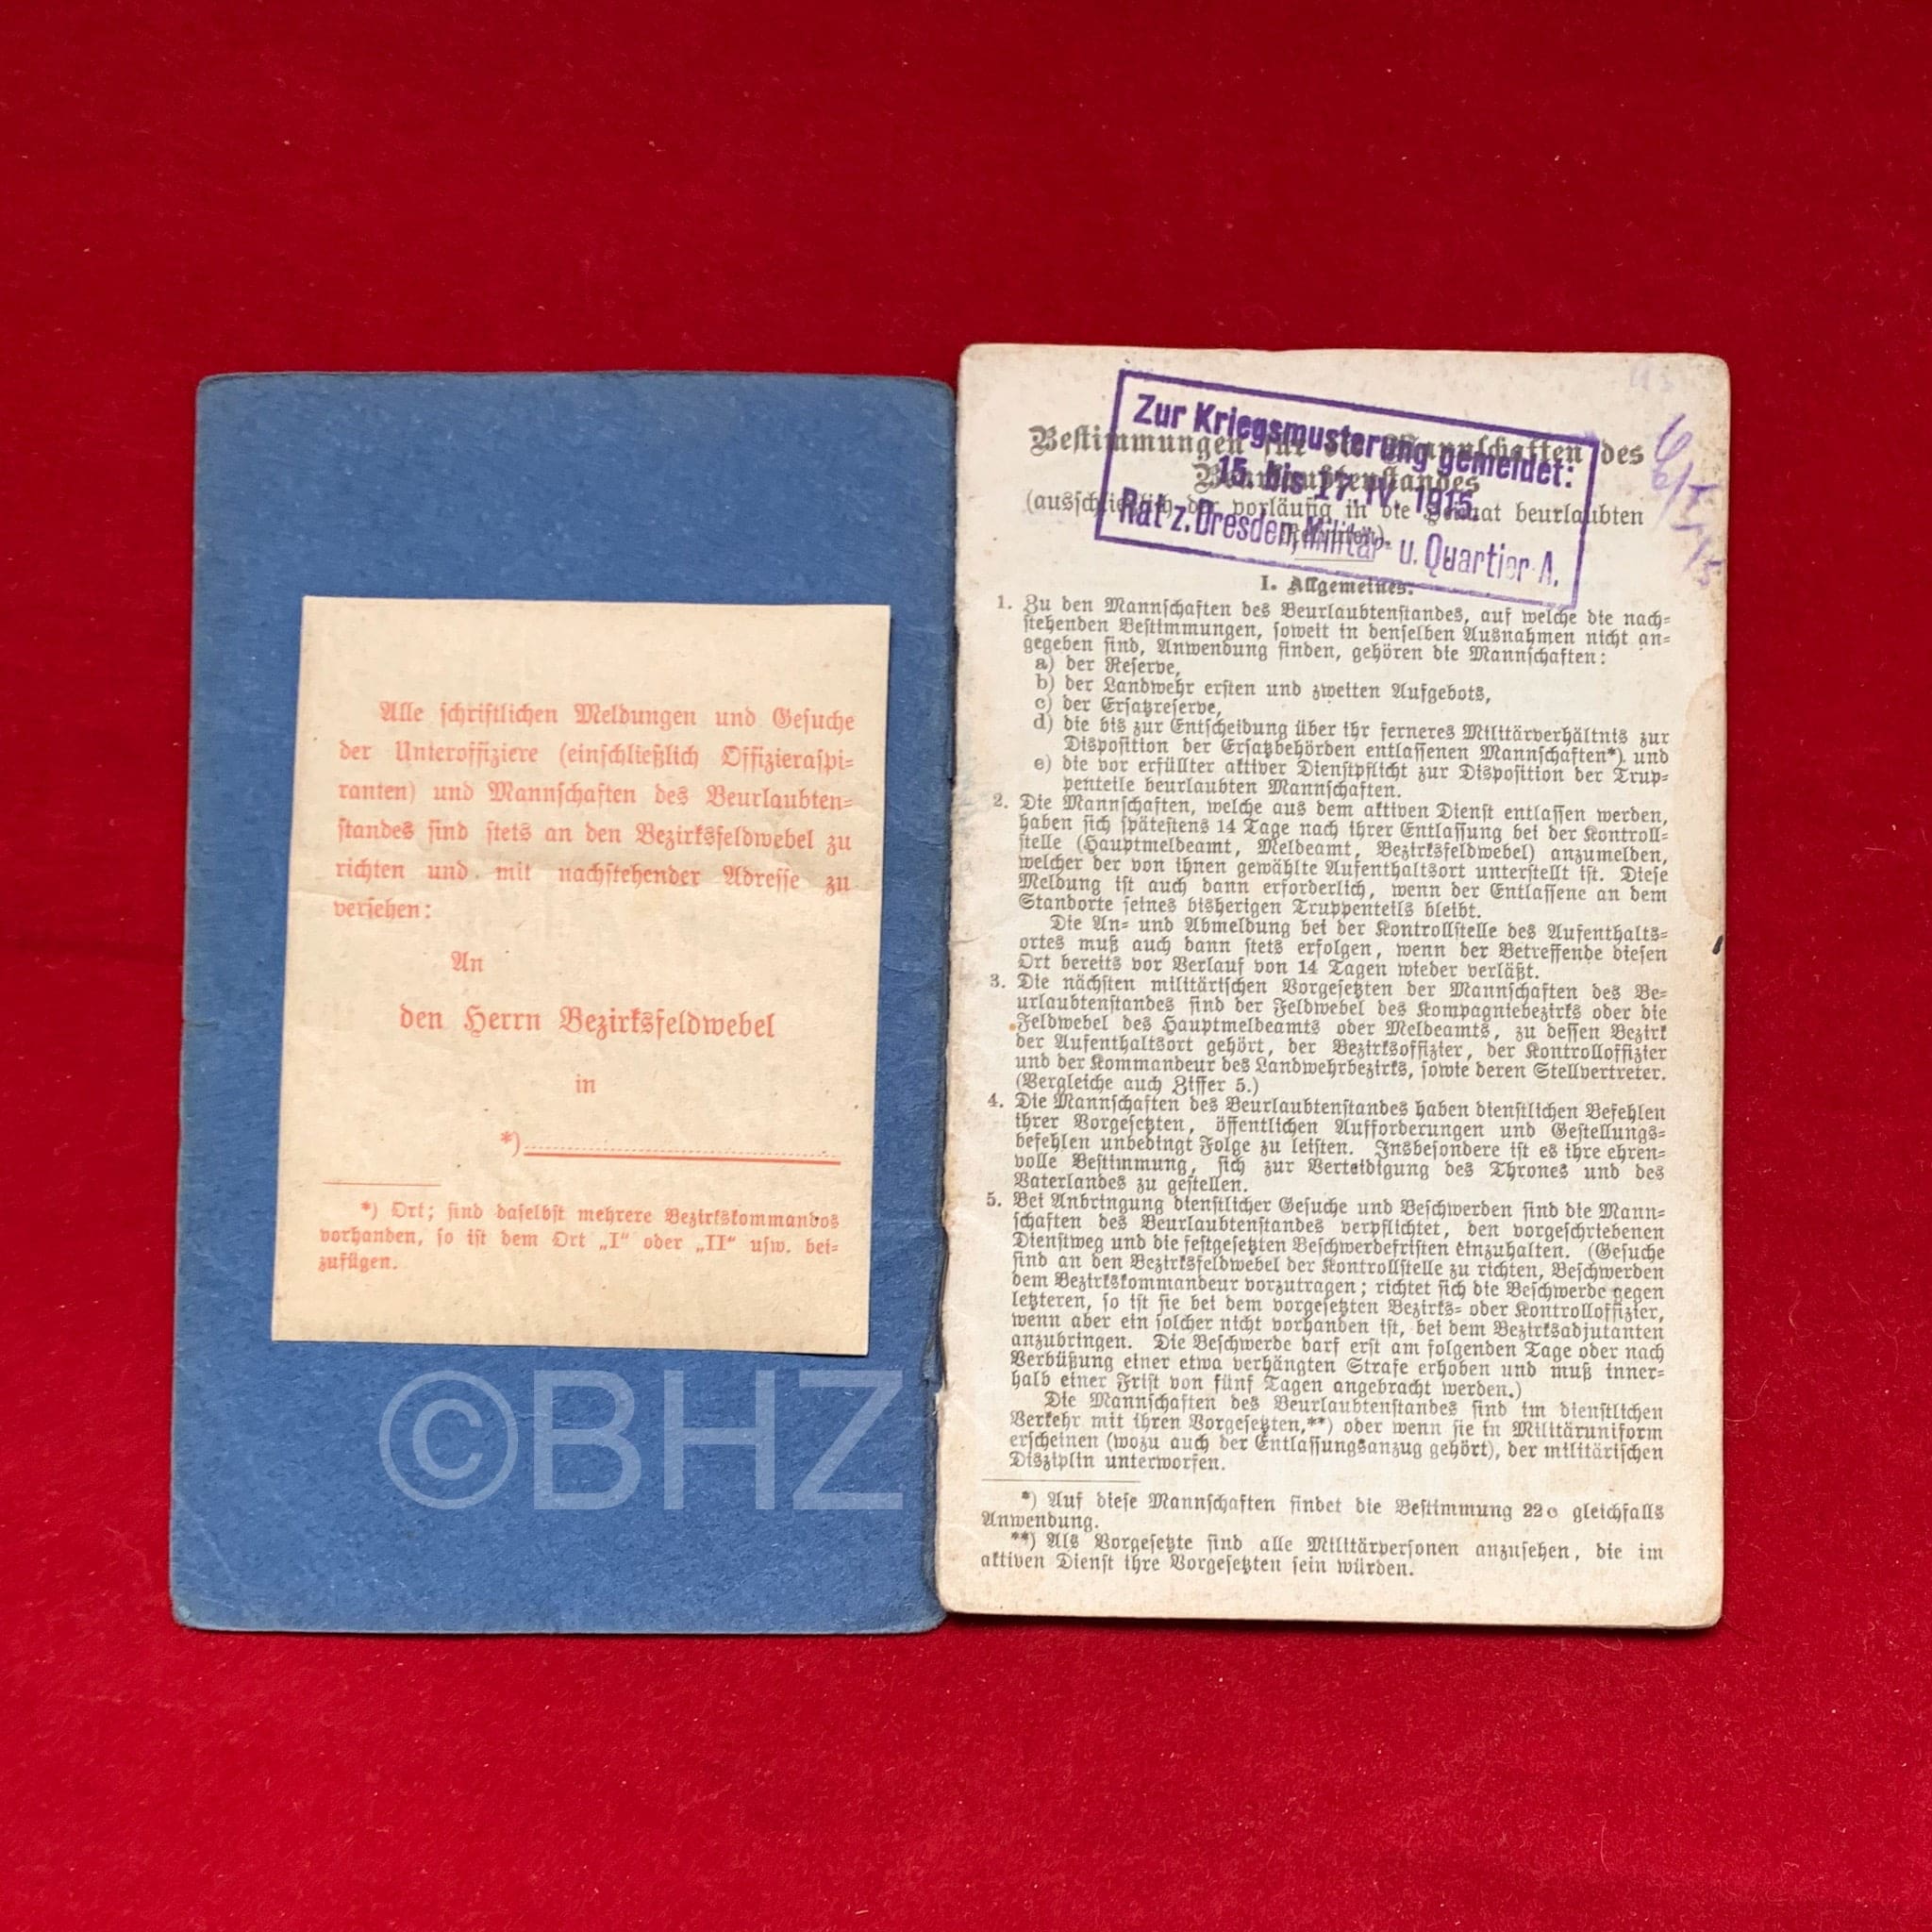 Alle schriftlichen Meldungen und Gesuche
der Unteroffiziere (einschließlich Offizieraspi-
ranten) und Mannschaften des Beurlaubten-
standes sind stets an den Bezirksfeldwebel zu
richten und mit nachstehender Adresse zu
versehen:
An
den Herrn Bezirksfeldwebel
in
*)
*) Ort; sind daselbst mehrere Bezirkskommandos
vorhanden, so ist dem Ort „I“ oder „II“ usw. bei-
zufügen.
©BHZ
Zur Kriegsmusterung gemeldet:
15. bis 17. IV. 1915.
Rat z. Dresden, Militär- u. Quartier-A.
Bestimmungen für die Mannschaften des
Beurlaubtenstandes
(ausschließlich der vorläufig in die Heimat beurlaubten
Rekruten).
I. Allgemeines.
1. Zu den Mannschaften des Beurlaubtenstandes, auf welche die nach-
stehenden Bestimmungen, soweit in denselben Ausnahmen nicht an-
gegeben sind, Anwendung finden, gehören die Mannschaften:
a) der Reserve,
b) der Landwehr ersten und zweiten Aufgebots,
c) der Ersatzreserve,
d) die bis zur Entscheidung über ihr ferneres Militärverhältnis zur
Disposition der Ersatzbehörden entlassenen Mannschaften*) und
e) die vor erfüllter aktiver Dienstpflicht zur Disposition der Trup-
penteile beurlaubten Mannschaften.
2. Die Mannschaften, welche aus dem aktiven Dienst entlassen werden,
haben sich spätestens 14 Tage nach ihrer Entlassung bei der Kontroll-
stelle (Hauptmeldeamt, Meldeamt, Bezirksfeldwebel) anzumelden,
welcher der von ihnen gewählte Aufenthaltsort unterstellt ist. Diese
Meldung ist auch dann erforderlich, wenn der Entlassene an dem
Standorte seines bisherigen Truppenteils bleibt.
Die An- und Abmeldung bei der Kontrollstelle des Aufenthalts-
ortes muß auch dann stets erfolgen, wenn der Betreffende diesen
Ort bereits vor Verlauf von 14 Tagen wieder verläßt.
3. Die nächsten militärischen Vorgesetzten der Mannschaften des Be-
urlaubtenstandes sind der Feldwebel des Kompagniebezirks oder die
Feldwebel des Hauptmeldeamts oder Meldeamts, zu dessen Bezirk
der Aufenthaltsort gehört, der Bezirksoffizier, der Kontrolloffizier
und der Kommandeur des Landwehrbezirks, sowie deren Stellvertreter.
(Vergleiche auch Ziffer 5.)
4. Die Mannschaften des Beurlaubtenstandes haben dienstlichen Befehlen
ihrer Vorgesetzten, öffentlichen Aufforderungen und Gestellungs-
befehlen unbedingt Folge zu leisten. Insbesondere ist es ihre ehren-
volle Bestimmung, sich zur Verteidigung des Thrones und des
Vaterlandes zu gestellen.
5. Bei Anbringung dienstlicher Gesuche und Beschwerden sind die Mann-
schaften des Beurlaubtenstandes verpflichtet, den vorgeschriebenen
Dienstweg und die festgesetzten Beschwerdefristen einzuhalten. (Gesuche
sind an den Bezirksfeldwebel der Kontrollstelle zu richten, Beschwerden
dem Bezirkskommandeur vorzutragen; richtet sich die Beschwerde gegen
letzteren, so ist sie bei dem vorgesetzten Bezirks- oder Kontrolloffizier,
wenn aber ein solcher nicht vorhanden ist, bei dem Bezirksadjutanten
anzubringen. Die Beschwerde darf erst am folgenden Tage oder nach
Verbüßung einer etwa verhängten Strafe erhoben und muß inner-
halb einer Frist von fünf Tagen angebracht werden.)
Die Mannschaften des Beurlaubtenstandes sind im dienstlichen
Verkehr mit ihren Vorgesetzten,**) oder wenn sie in Militäruniform
erscheinen (wozu auch der Entlassungsanzug gehört), der militärischen
Disziplin unterworfen.
*) Auf diese Mannschaften findet die Bestimmung 22c gleichfalls
Anwendung.
**) Als Vorgesetzte sind alle Militärpersonen anzusehen, die im
aktiven Dienst ihre Vorgesetzten sein würden.